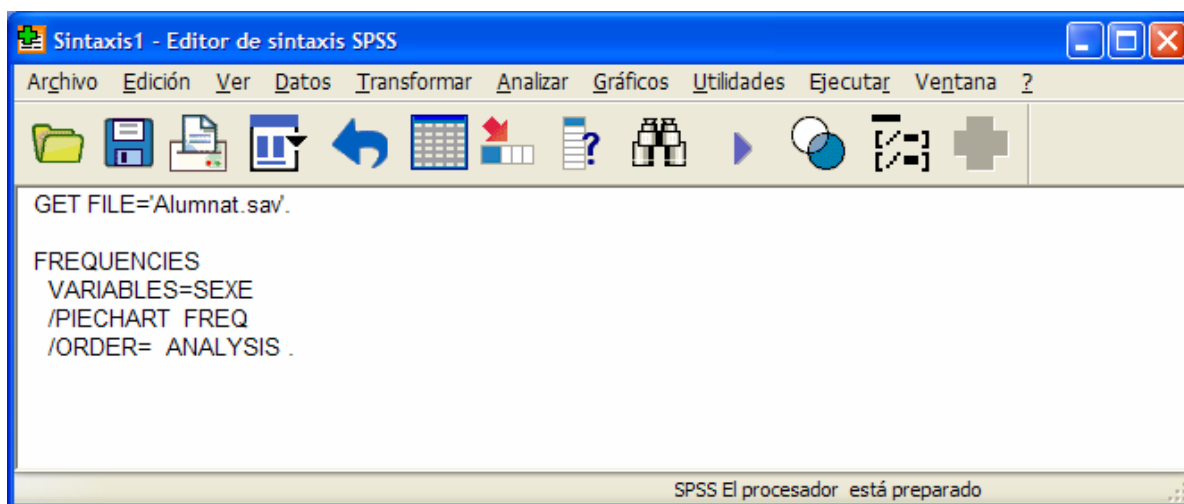 Sintaxis1 - Editor de sintaxis SPSS
Archivo Edición Ver Datos Transformar Analizar Gráficos Utilidades Ejecutar Ventana ?
GET FILE='Alumnat.sav'.
FREQUENCIES
VARIABLES=SEXE
/PIECHART FREQ
/ORDER= ANALYSIS .
SPSS El procesador está preparado